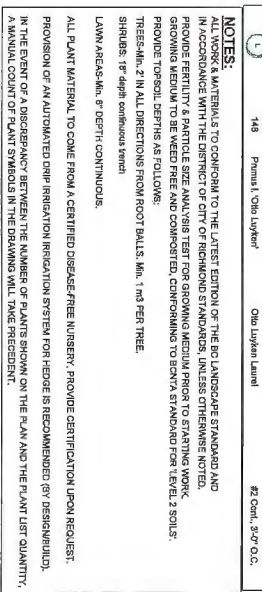 L 148 Prunus l. 'Otto Luyken' Otto Luyken Laurel #2 Cont., 3'-0" O.C.
NOTES:
ALL WORK & MATERIALS TO CONFORM TO THE LATEST EDITION OF THE BC LANDSCAPE STANDARD AND
IN ACCORDANCE WITH THE DISTRICT OF CITY OF RICHMOND STANDARDS, UNLESS OTHERWISE NOTED.
PROVIDE FERTILITY & PARTICLE SIZE ANALYSIS TEST FOR GROWING MEDIUM PRIOR TO STARTING WORK.
GROWING MEDIUM TO BE WEED FREE AND COMPOSTED, CONFORMING TO BCNTA STANDARD FOR 'LEVEL 2 SOILS'.
PROVIDE TOPSOIL DEPTHS AS FOLLOWS:
TREES-Min. 2' IN ALL DIRECTIONS FROM ROOT BALLS. Min. 1 m3 PER TREE.
SHRUBS: 18" depth continuous trench
LAWN AREAS-Min. 6" DEPTH CONTINUOUS.
ALL PLANT MATERIAL TO COME FROM A CERTIFIED DISEASE-FREE NURSERY. PROVIDE CERTIFICATION UPON REQUEST.
PROVISION OF AN AUTOMATED DRIP IRRIGATION IRRIGATION SYSTEM FOR HEDGE IS RECOMMENDED (BY DESIGN/BUILD).
IN THE EVENT OF A DISCREPANCY BETWEEN THE NUMBER OF PLANTS SHOWN ON THE PLAN AND THE PLANT LIST QUANTITY,
A MANUAL COUNT OF PLANT SYMBOLS IN THE DRAWING WILL TAKE PRECEDENT.